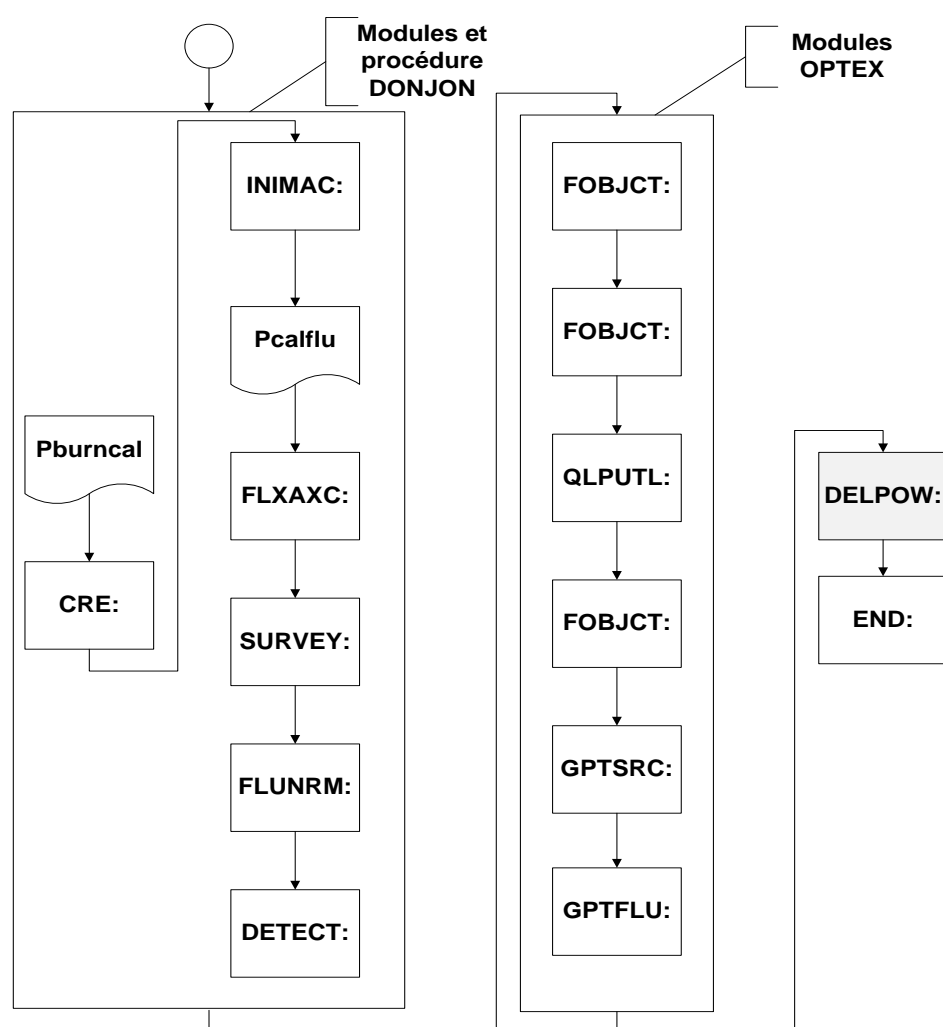 Modules et
procédure
DONJON
Pburncal
CRE:
INIMAC:
Pcalflu
FLXAXC:
SURVEY:
FLUNRM:
DETECT:
Modules
OPTEX
FOBJCT:
FOBJCT:
QLPUTL:
FOBJCT:
GPTSRC:
GPTFLU:
DELPOW:
END: